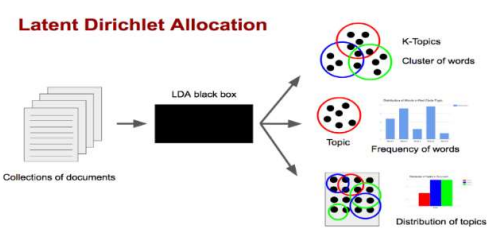 Latent Dirichlet Allocation
K-Topics
Cluster of words
LDA black box
Topic
Frequency of words
Collections of documents
Distribution of topics